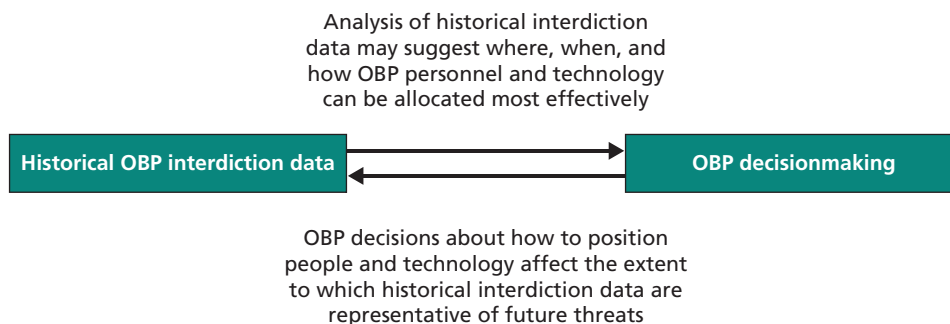 Analysis of historical interdiction
data may suggest where, when, and
how OBP personnel and technology
can be allocated most effectively
Historical OBP interdiction data
OBP decisionmaking
OBP decisions about how to position
people and technology affect the extent
to which historical interdiction data are
representative of future threats